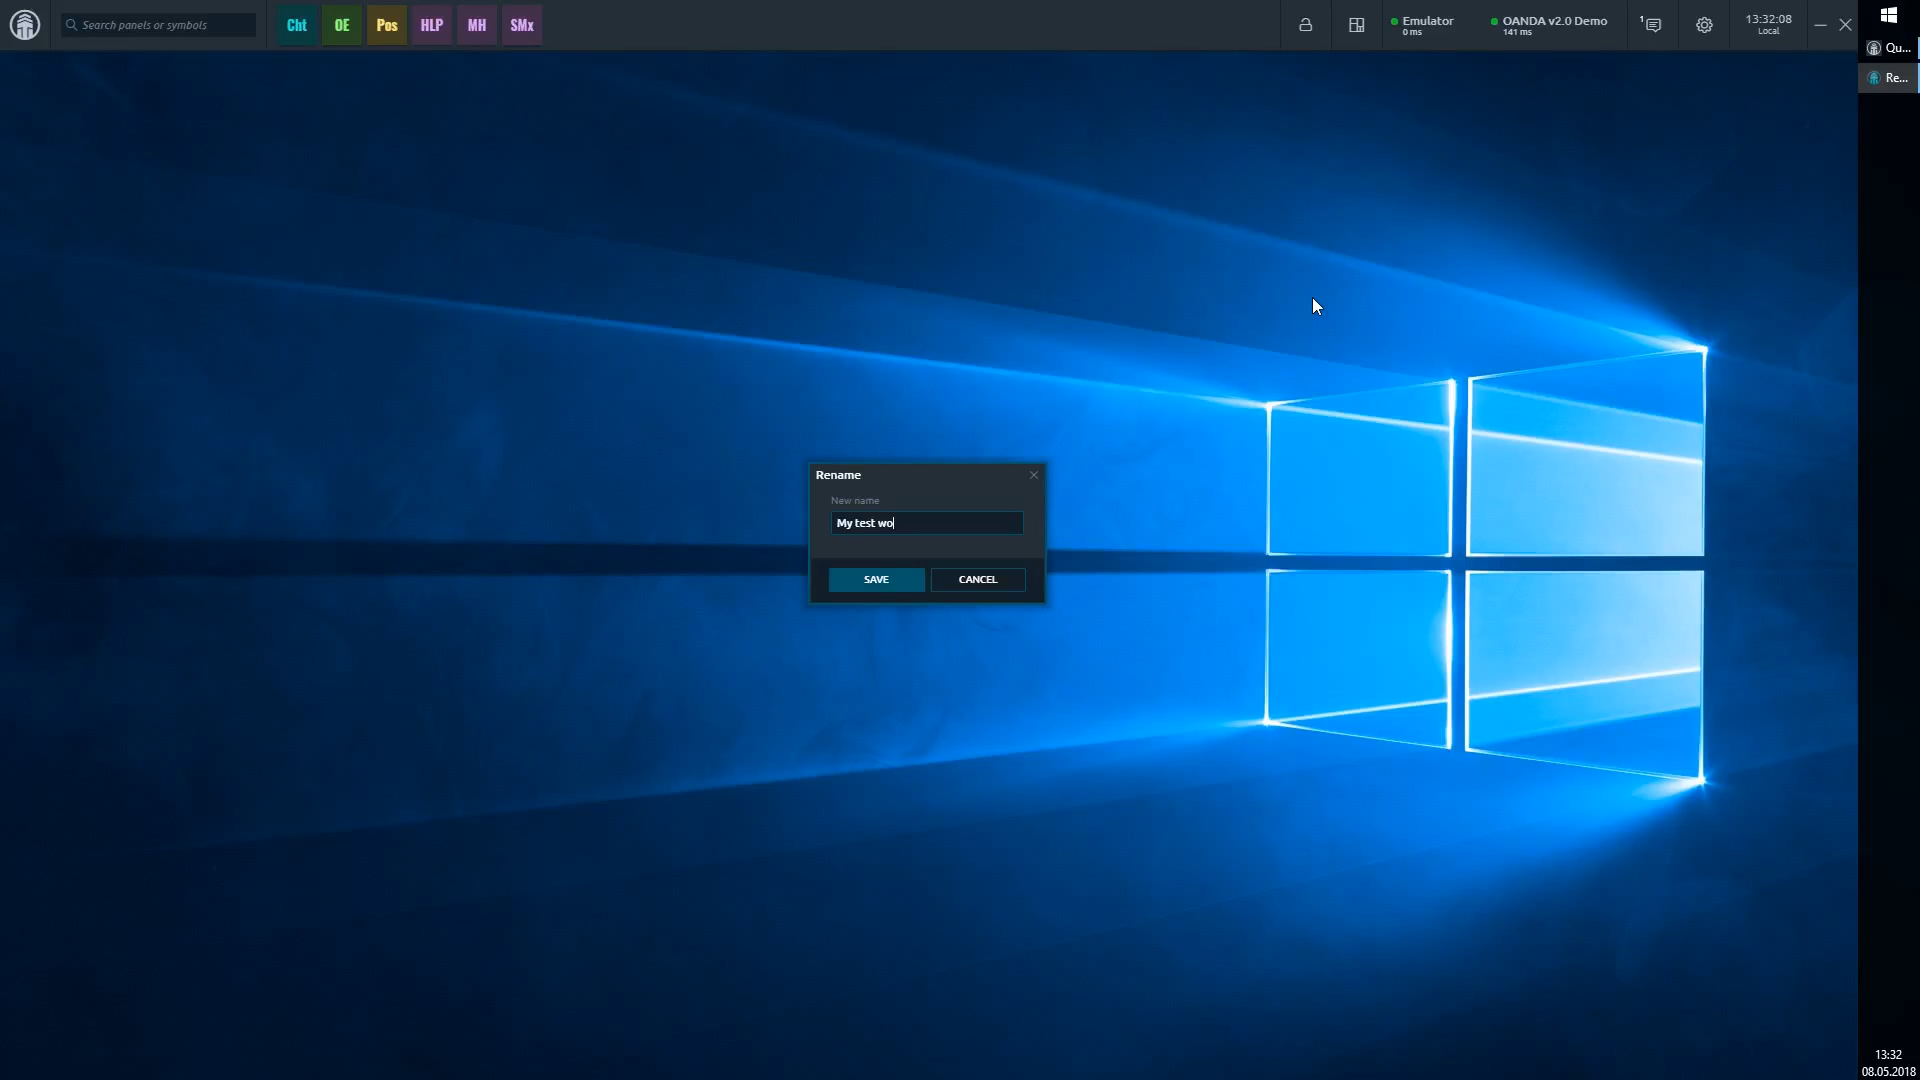 Search panels or symbols
Cht
OE
Pos
HLP
MH
SMx
Emulator
0 ms
OANDA v2.0 Demo
141 ms
1
13:32:08
Local
Qu...
Re...
Rename
New name
My test wo
SAVE
CANCEL
13:32
08.05.2018